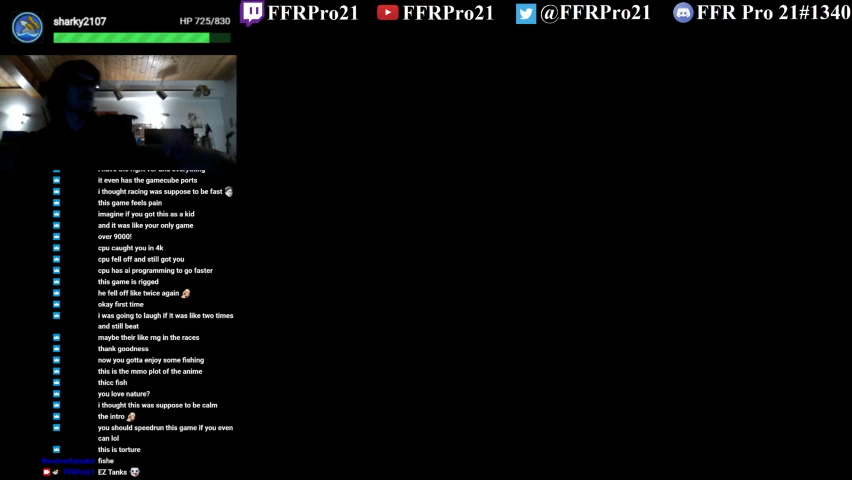 sharky2107
HP 725/830
FFRPro21
FFRPro21
@FFRPro21
FFR Pro 21#1340
it even has the gamecube ports
i thought racing was suppose to be fast
this game feels pain
imagine if you got this as a kid
and it was like your only game
over 9000!
cpu caught you in 4k
cpu fell off and still got you
cpu has ai programming to go faster
this game is rigged
he fell off like twice again
okay first time
i was going to laugh if it was like two times
and still beat
maybe their like rng in the races
thank goodness
now you gotta enjoy some fishing
this is the mmo plot of the anime
thicc fish
you love nature?
i thought this was suppose to be calm
the intro
you should speedrun this game if you even
can lol
this is torture
fishe
FFRPro21 EZ Tanks